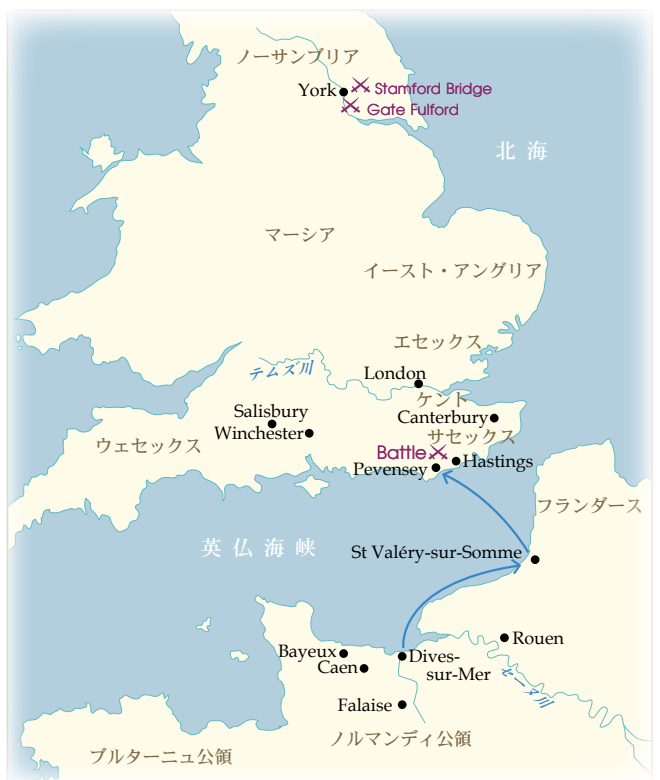 ノーサンブリア
York
Stamford Bridge
Gate Fulford
北海
マーシア
イースト・アングリア
エセックス
テムズ川
London
ケント
Salisbury
Canterbury
Winchester
サセックス
ウェセックス
Battle
Hastings
Pevensey
フランダース
英仏海峡
St Valéry-sur-Somme
Rouen
Bayeux
Dives-
sur-Mer
Caen
セーヌ川
Falaise
ノルマンディ公領
ブルターニュ公領